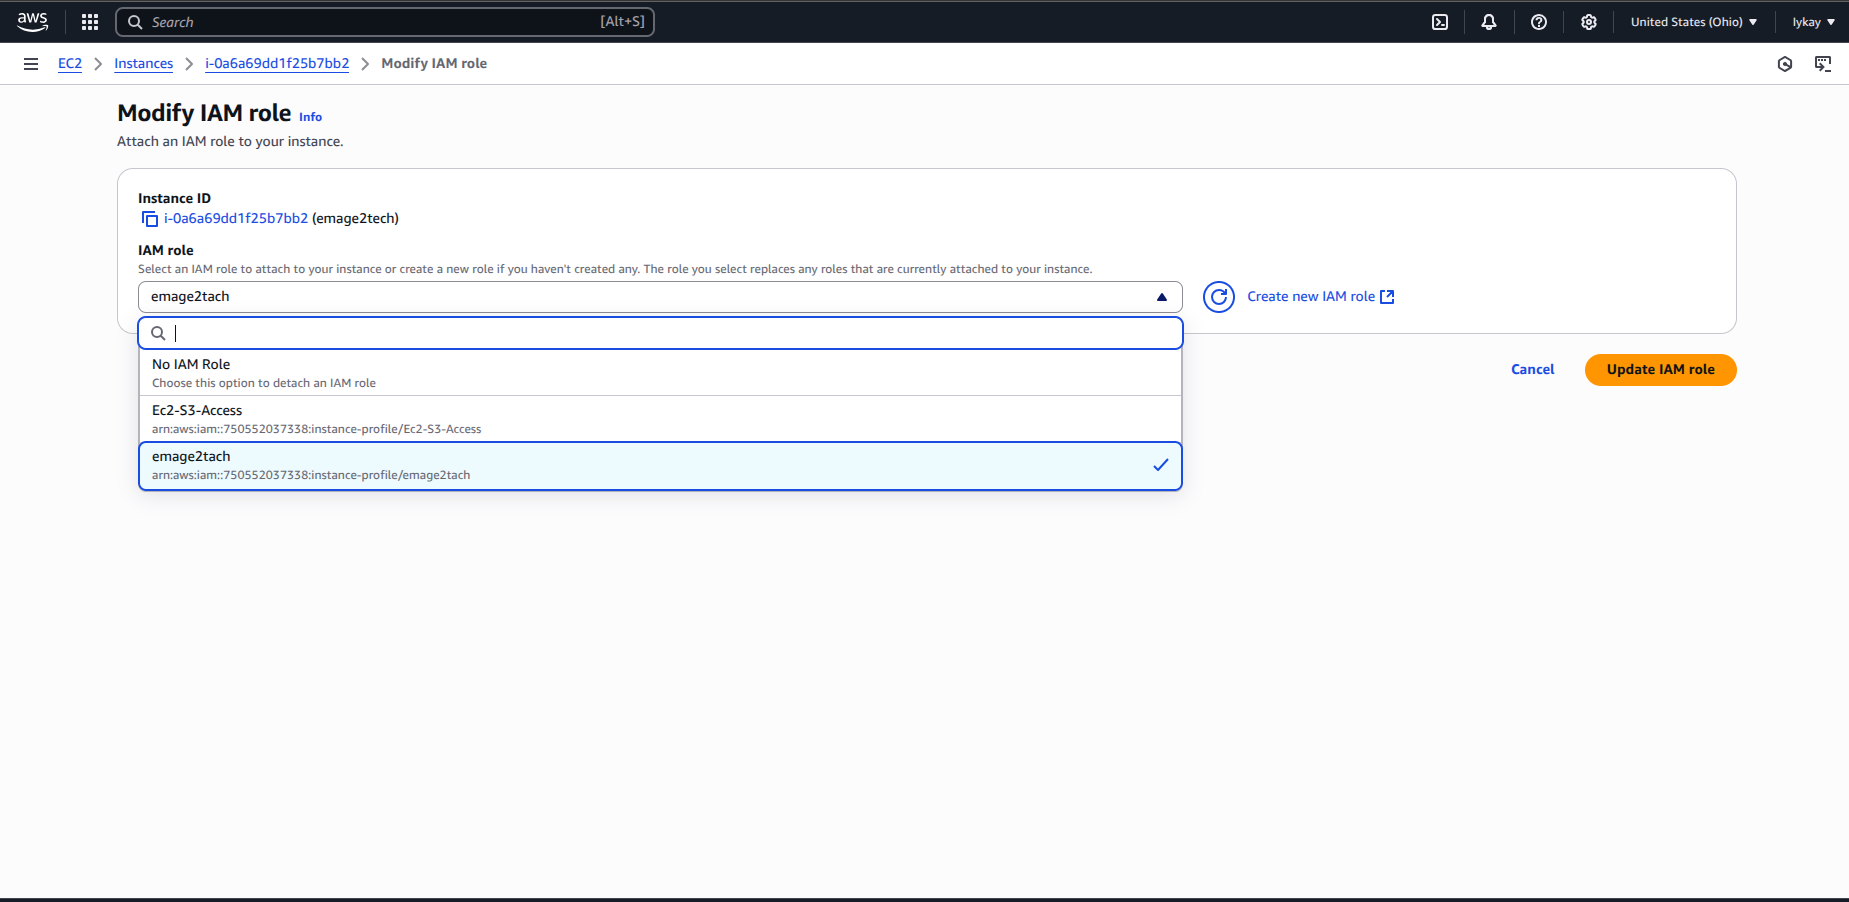 aws
Search [Alt+S]
United States (Ohio)
Iykay
EC2 Instances i-0a6a69dd1f25b7bb2 Modify IAM role
Modify IAM role Info
Attach an IAM role to your instance.
Instance ID
i-0a6a69dd1f25b7bb2 (emage2tech)
IAM role
Select an IAM role to attach to your instance or create a new role if you haven't created any. The role you select replaces any roles that are currently attached to your instance.
emage2tach
Create new IAM role
No IAM Role
Choose this option to detach an IAM role
Ec2-S3-Access
arn:aws:iam::750552037338:instance-profile/Ec2-S3-Access
emage2tach
arn:aws:iam::750552037338:instance-profile/emage2tach
Cancel
Update IAM role